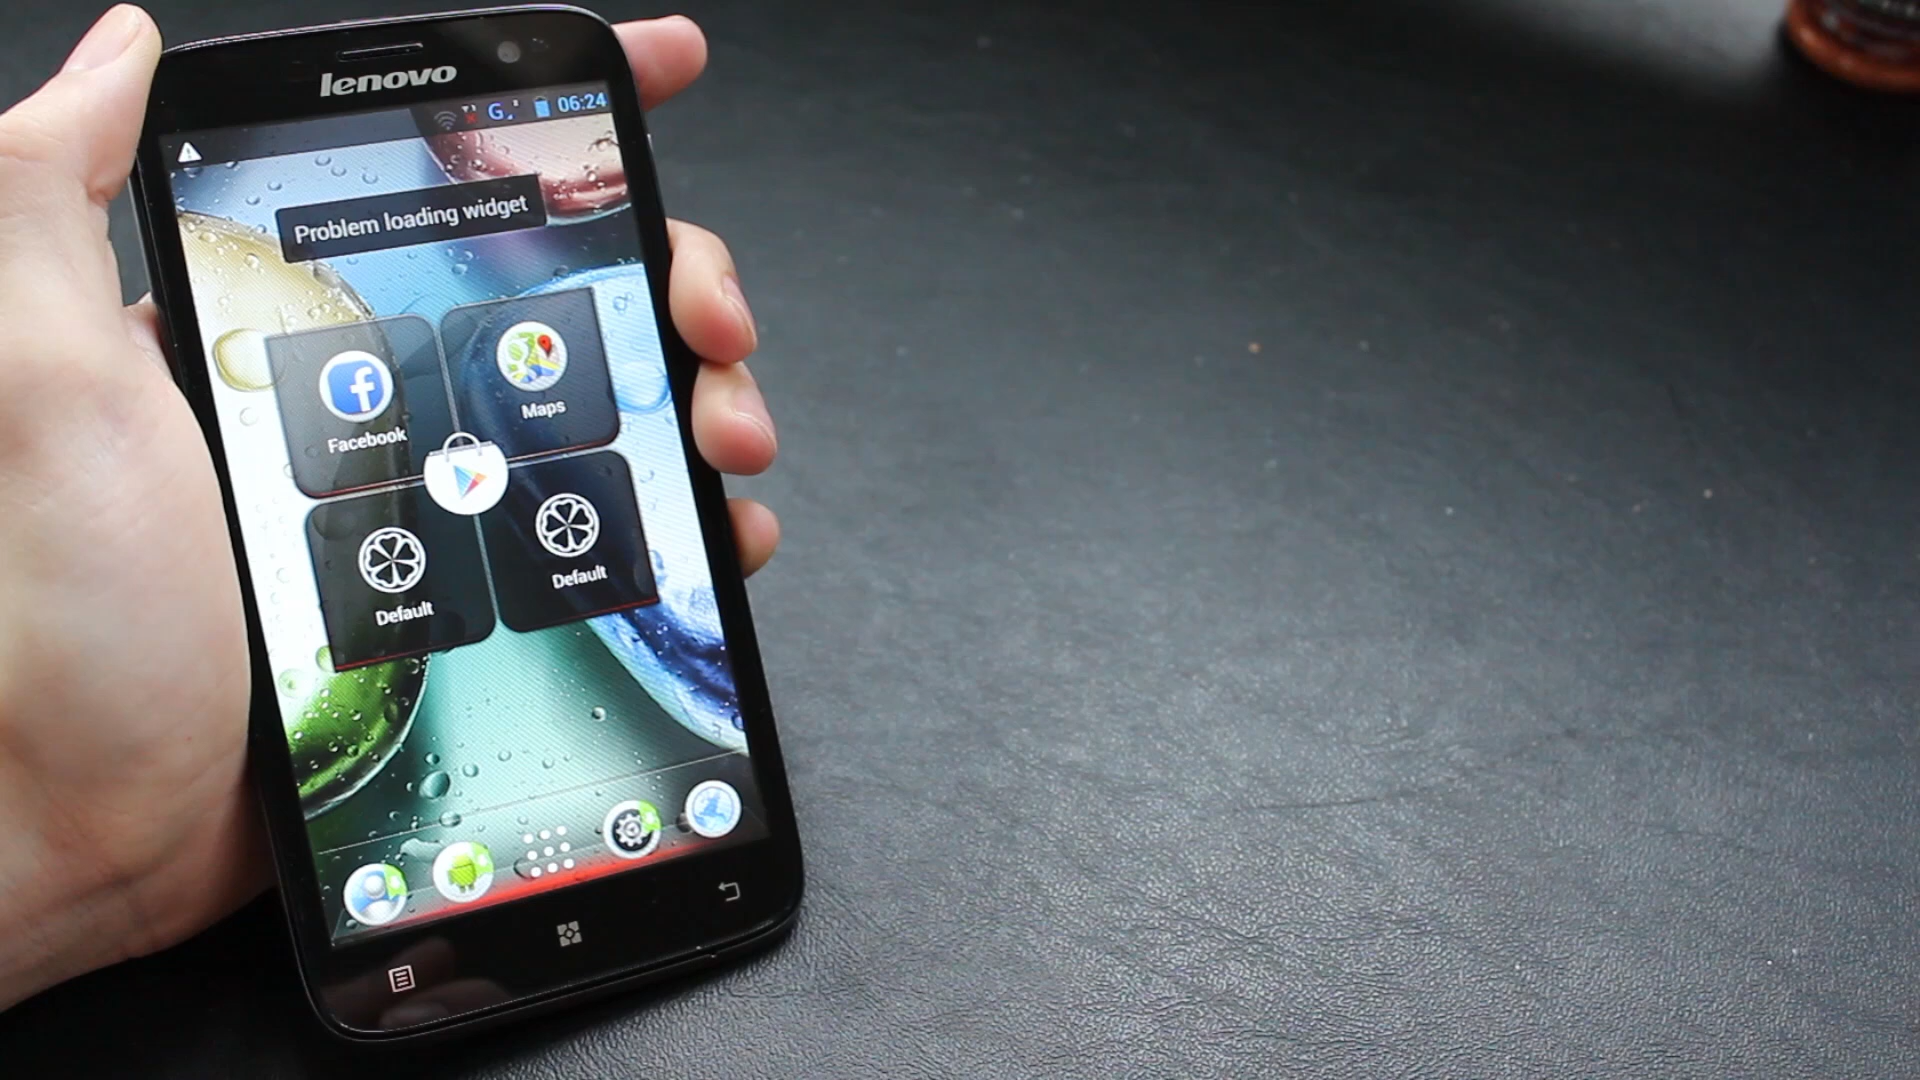 lenovo
G 06:24
Problem loading widget
Facebook
Maps
Default
Default